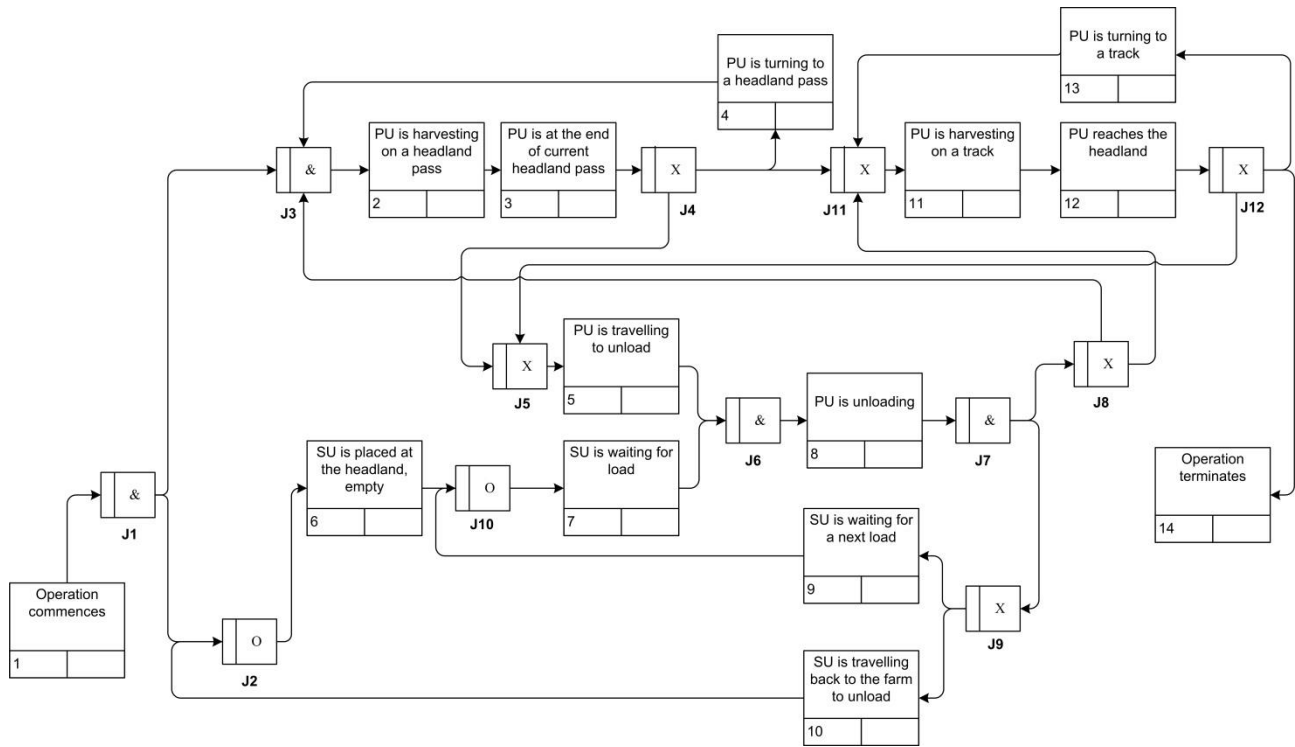 PU is turning to
a headland pass
4
PU is turning to
a track
13
&
J3
PU is harvesting
on a headland
pass
2
PU is at the end
of current
headland pass
3
X
J4
X
J11
PU is harvesting
on a track
11
PU reaches the
headland
12
X
J12
X
J5
PU is travelling
to unload
5
&
J6
PU is unloading
8
&
J7
X
J8
&
J1
SU is placed at
the headland,
empty
6
O
J10
SU is waiting for
load
7
Operation
terminates
14
Operation
commences
1
O
J2
SU is waiting for
a next load
9
X
J9
SU is travelling
back to the farm
to unload
10